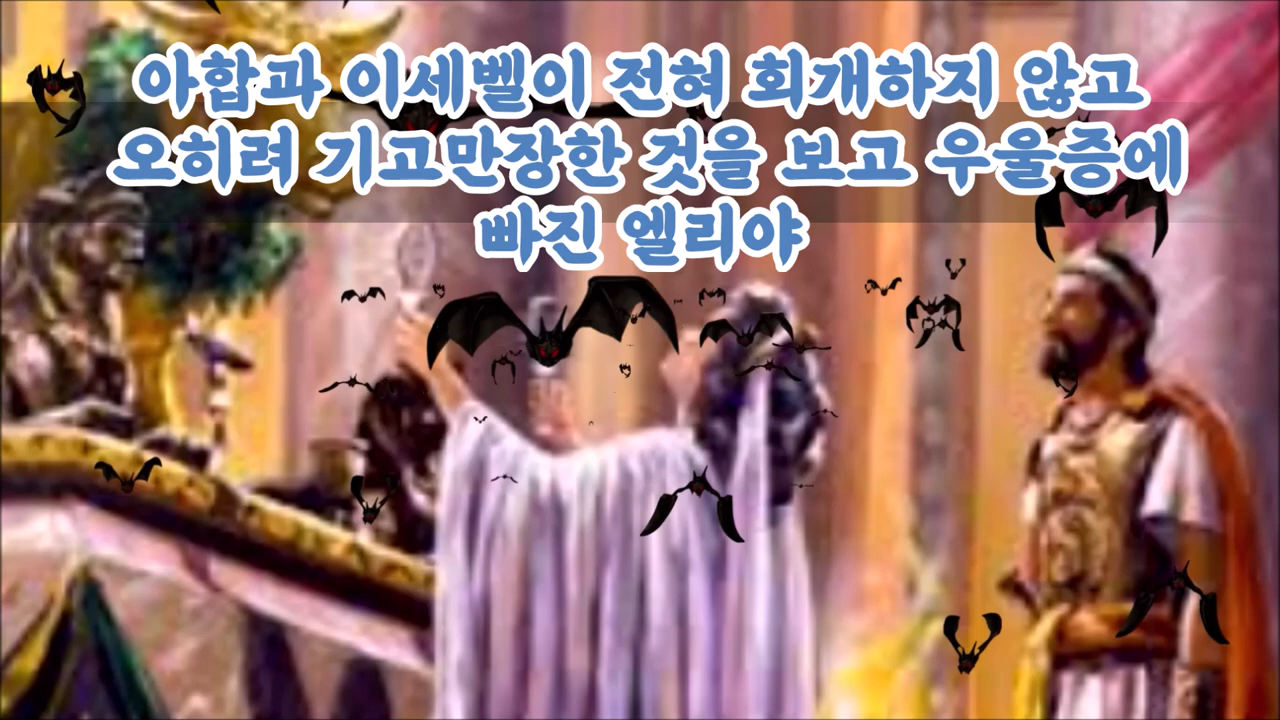 아합과 이세벨이 전혀 회개하지 않고
오히려 기고만장한 것을 보고 우울증에
빠진 엘리야